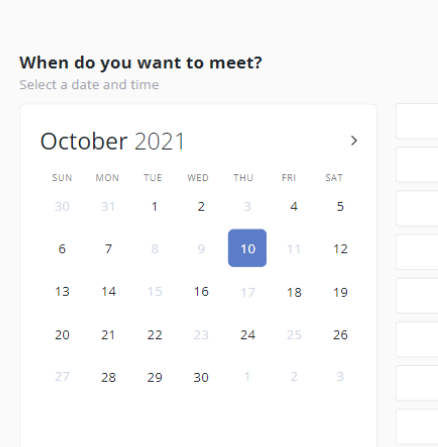 When do you want to meet?
Select a date and time
October 2021
SUN MON TUE WED THU FRI SAT
30 31 1 2 3 4 5
6 7 8 9 10 11 12
13 14 15 16 17 18 19
20 21 22 23 24 25 26
27 28 29 30 1 2 3